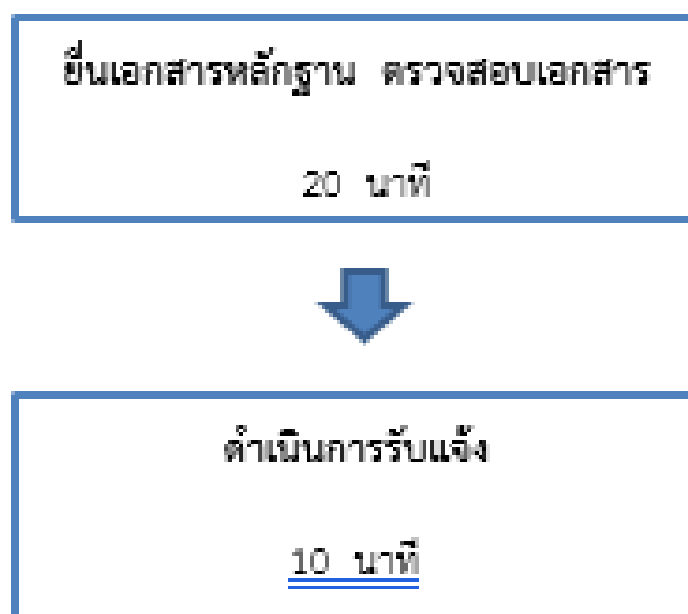 ยื่นเอกสารหลักฐาน ตรวจสอบเอกสาร
20 นาที
ดำเนินการรับแจ้ง
10 นาที